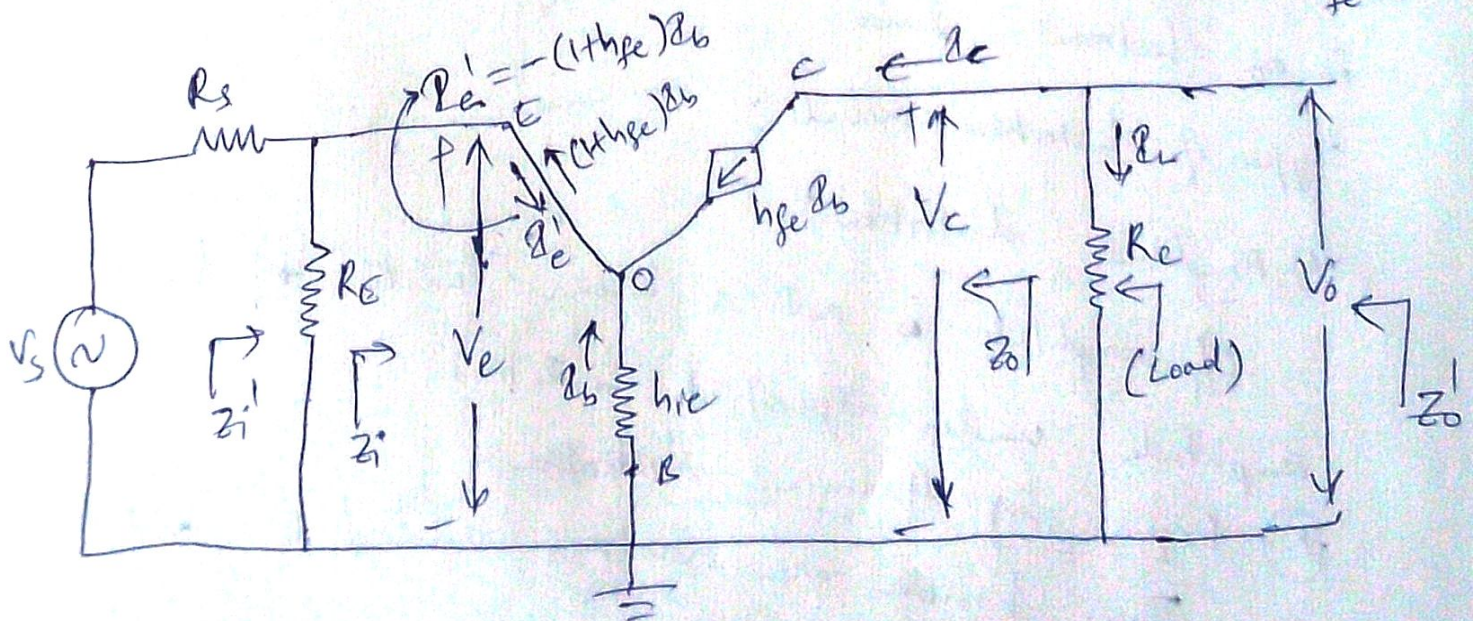 fe
Rs
Ie' = -(1+hfe)Ib
E
(1+hfe)Ib
C
← Ic
+
+
IL
Ie'
hfe Ib
Vc
Rc
RE
O
Vo
Vs
Ve
Ib
hie
Zo
(Load)
Zi'
Zi
Zo'
B
-
-